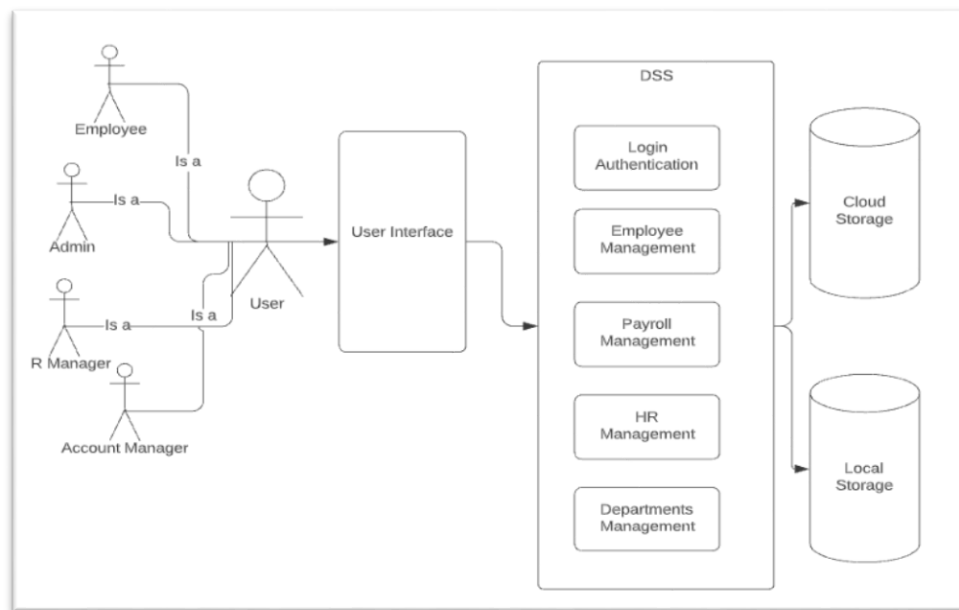 Employee
Is a
Admin
Is a
R Manager
Is a
Account Manager
Is a
User
User Interface
DSS
Login
Authentication
Employee
Management
Payroll
Management
HR
Management
Departments
Management
Cloud
Storage
Local
Storage